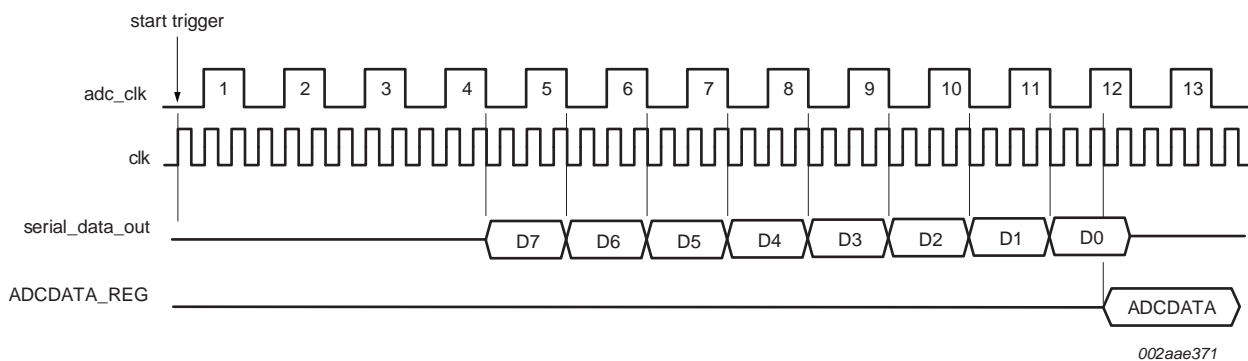 start trigger
adc_clk
1 2 3 4 5 6 7 8 9 10 11 12 13
clk
serial_data_out
D7 D6 D5 D4 D3 D2 D1 D0
ADCDATA_REG
ADCDATA
002aae371